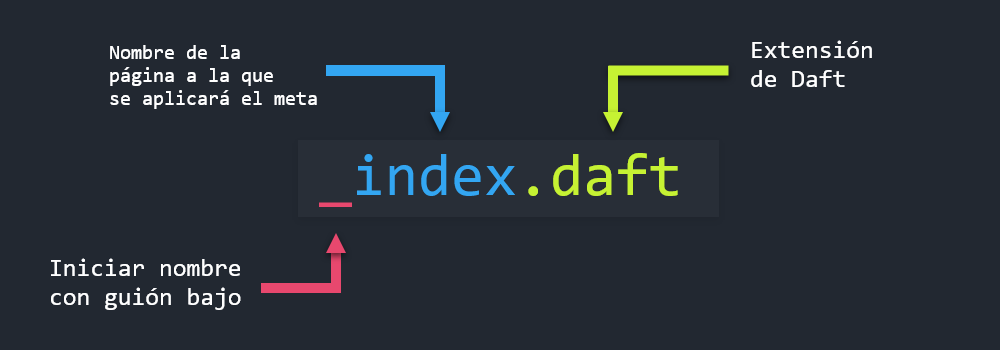 Nombre de la
página a la que
se aplicará el meta
Extensión
de Daft
_index.daft
Iniciar nombre
con guión bajo